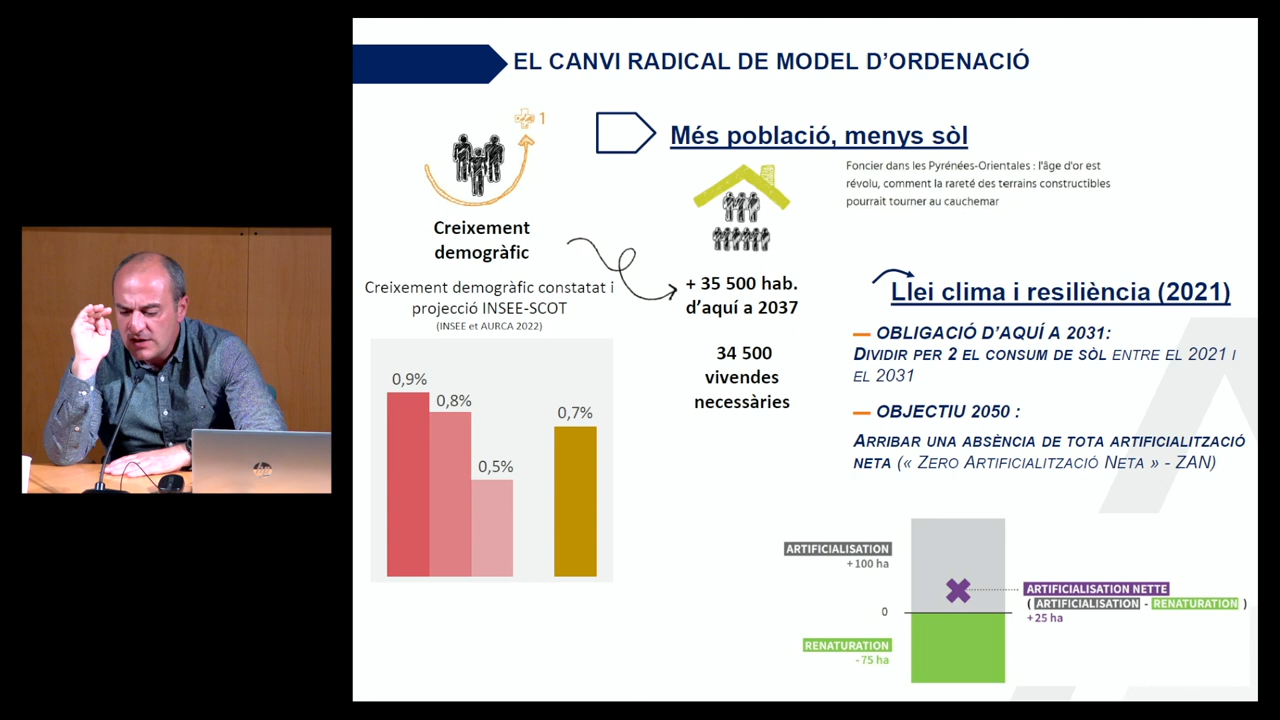 EL CANVI RADICAL DE MODEL D'ORDENACIÓ
1
Més població, menys sòl
Foncier dans les Pyrénées-Orientales : l'âge d'or est
révolu, comment la rareté des terrains constructibles
pourrait tourner au cauchemar
Creixement
demogràfic
Creixement demogràfic constatat i
projecció INSEE-SCOT
(INSEE et AURCA 2022)
0,9%
0,8%
0,5%
0,7%
+ 35 500 hab.
d'aquí a 2037
34 500
vivendes
necessàries
Llei clima i resiliència (2021)
— OBLIGACIÓ D'AQUÍ A 2031:
DIVIDIR PER 2 EL CONSUM DE SÒL ENTRE EL 2021 I
EL 2031
— OBJECTIU 2050 :
ARRIBAR UNA ABSÈNCIA DE TOTA ARTIFICIALITZACIÓ
NETA (« ZERO ARTIFICIALITZACIÓ NETA » - ZAN)
ARTIFICIALISATION
+ 100 ha
0
RENATURATION
- 75 ha
ARTIFICIALISATION NETTE
( ARTIFICIALISATION - RENATURATION )
+ 25 ha
hp